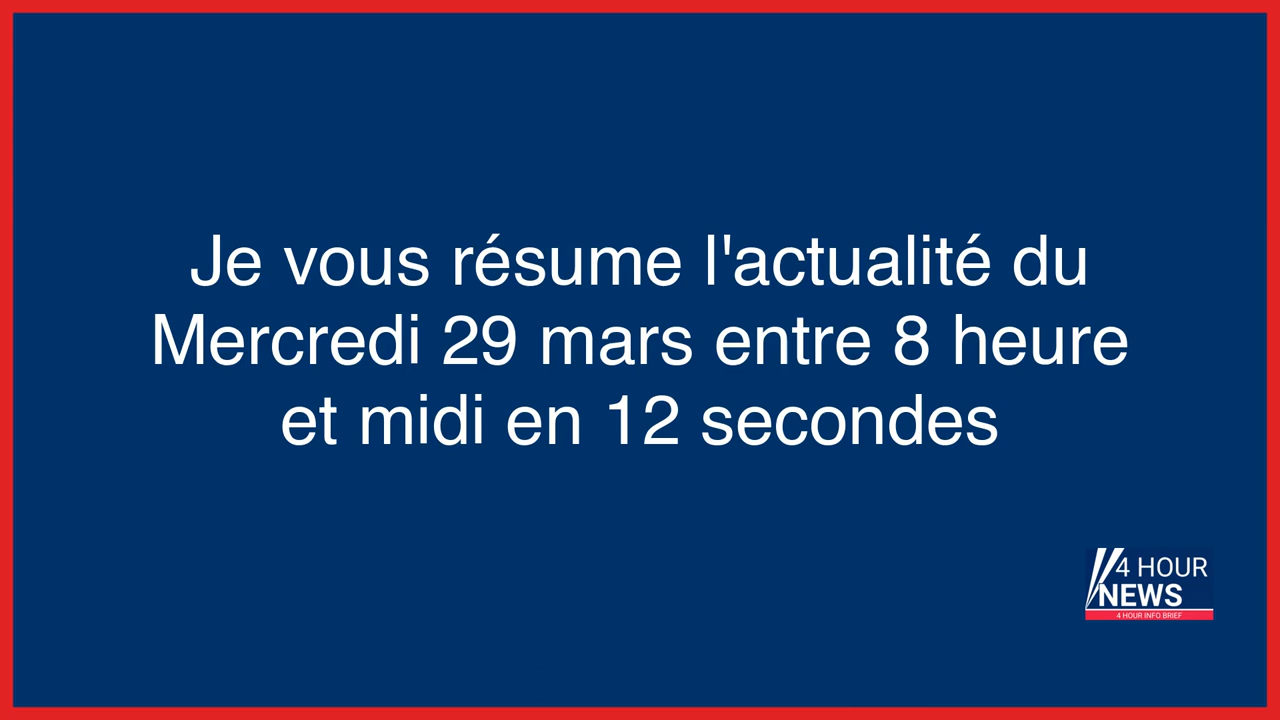 Je vous résume l'actualité du
Mercredi 29 mars entre 8 heure
et midi en 12 secondes
4 HOUR
NEWS
4 HOUR INFO BRIEF